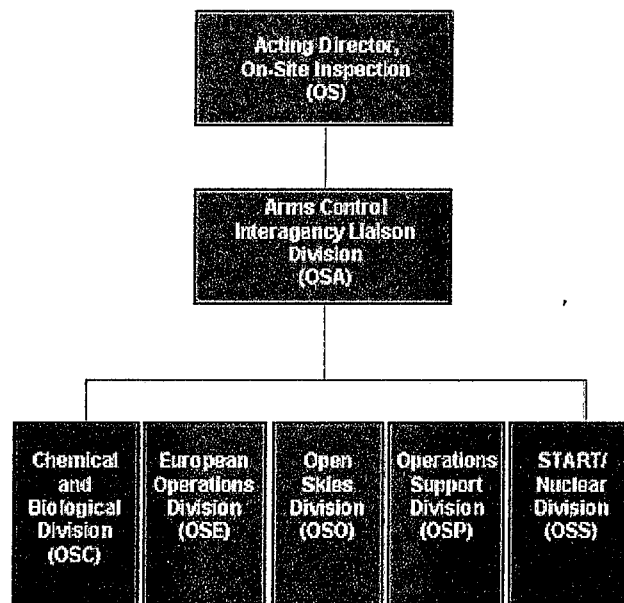 Acting Director,
On-Site Inspection
(OS)
Arms Control
Interagency Liaison
Division
(OSA)
Chemical
and
Biological
Division
(OSC)
European
Operations
Division
(OSE)
Open
Skies
Division
(OSO)
Operations
Support
Division
(OSP)
START/
Nuclear
Division
(OSS)